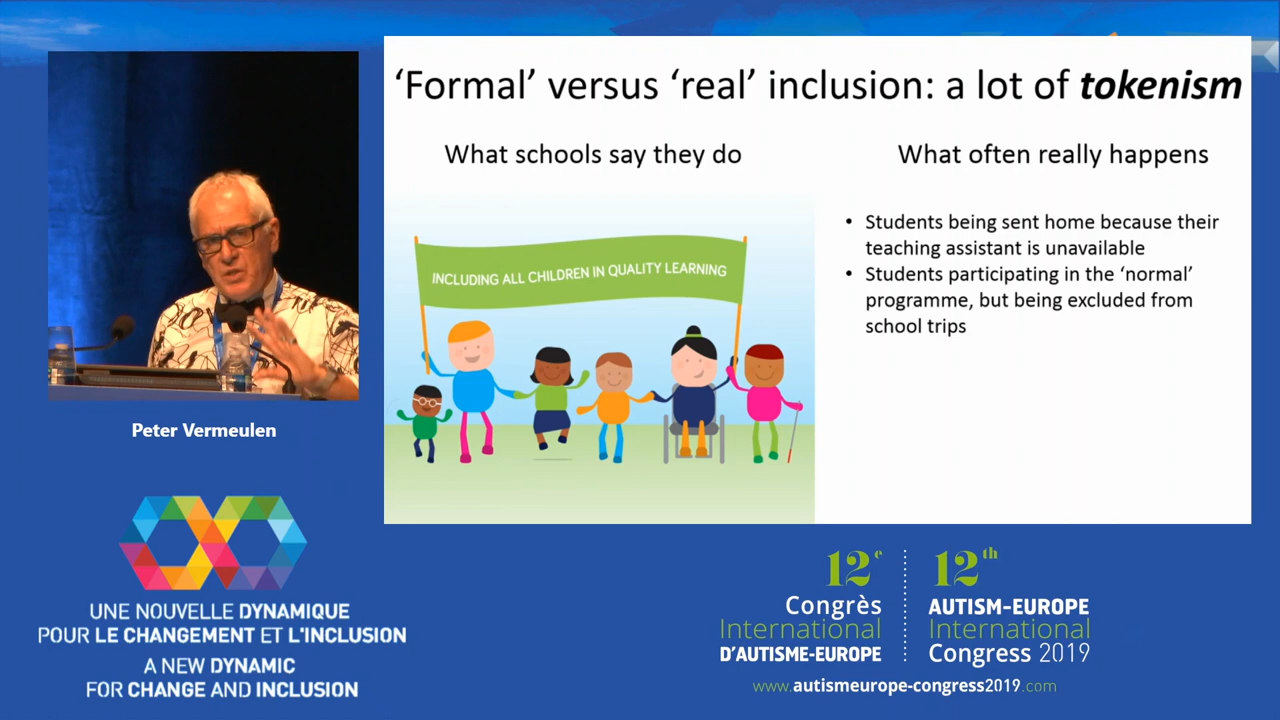 ‘Formal’ versus ‘real’ inclusion: a lot of tokenism
What schools say they do
INCLUDING ALL CHILDREN IN QUALITY LEARNING
What often really happens
• Students being sent home because their
teaching assistant is unavailable
• Students participating in the ‘normal’
programme, but being excluded from
school trips
Peter Vermeulen
UNE NOUVELLE DYNAMIQUE
POUR LE CHANGEMENT ET L'INCLUSION
A NEW DYNAMIC
FOR CHANGE AND INCLUSION
12e
Congrès
International
D'AUTISME-EUROPE
12th
AUTISM-EUROPE
International
Congress 2019
www.autismeurope-congress2019.com